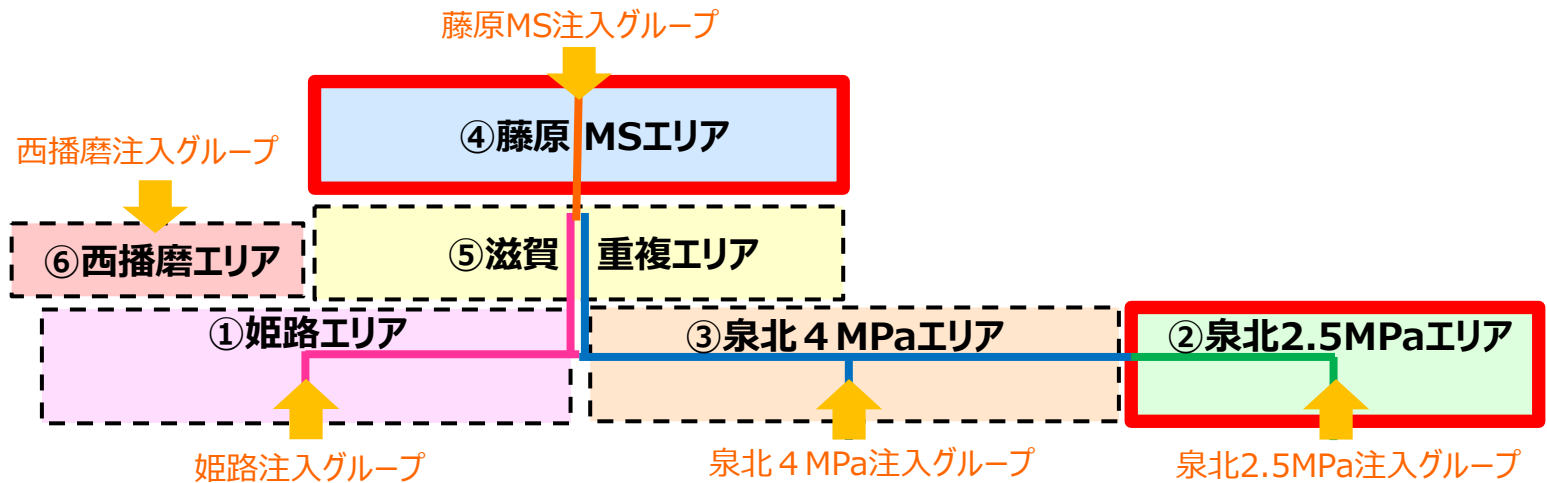 藤原MS注入グループ
④藤原 MSエリア
西播磨注入グループ
⑥西播磨エリア
⑤滋賀 重複エリア
①姫路エリア
③泉北４MPaエリア
②泉北2.5MPaエリア
姫路注入グループ
泉北４MPa注入グループ
泉北2.5MPa注入グループ